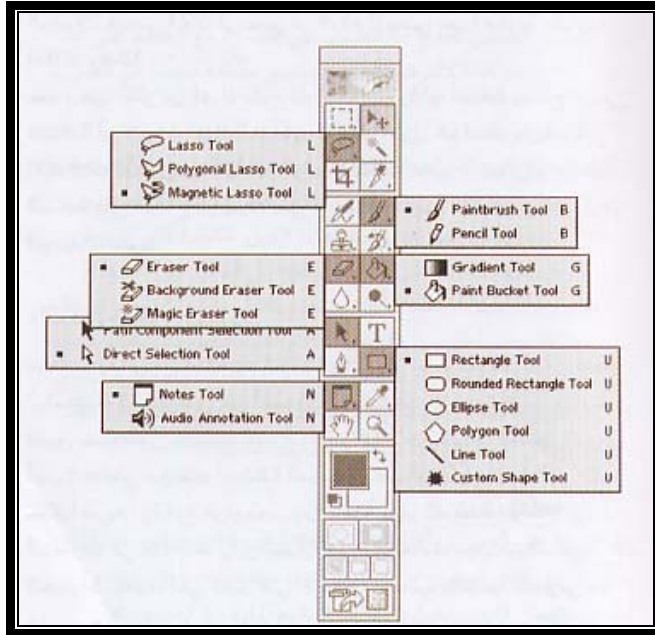 Lasso Tool L
Polygonal Lasso Tool L
Magnetic Lasso Tool L
Paintbrush Tool B
Pencil Tool B
Eraser Tool E
Background Eraser Tool E
Magic Eraser Tool E
Gradient Tool G
Paint Bucket Tool G
Path Component Selection Tool A
Direct Selection Tool A
T
Notes Tool N
Audio Annotation Tool N
Rectangle Tool U
Rounded Rectangle Tool U
Ellipse Tool U
Polygon Tool U
Line Tool U
Custom Shape Tool U